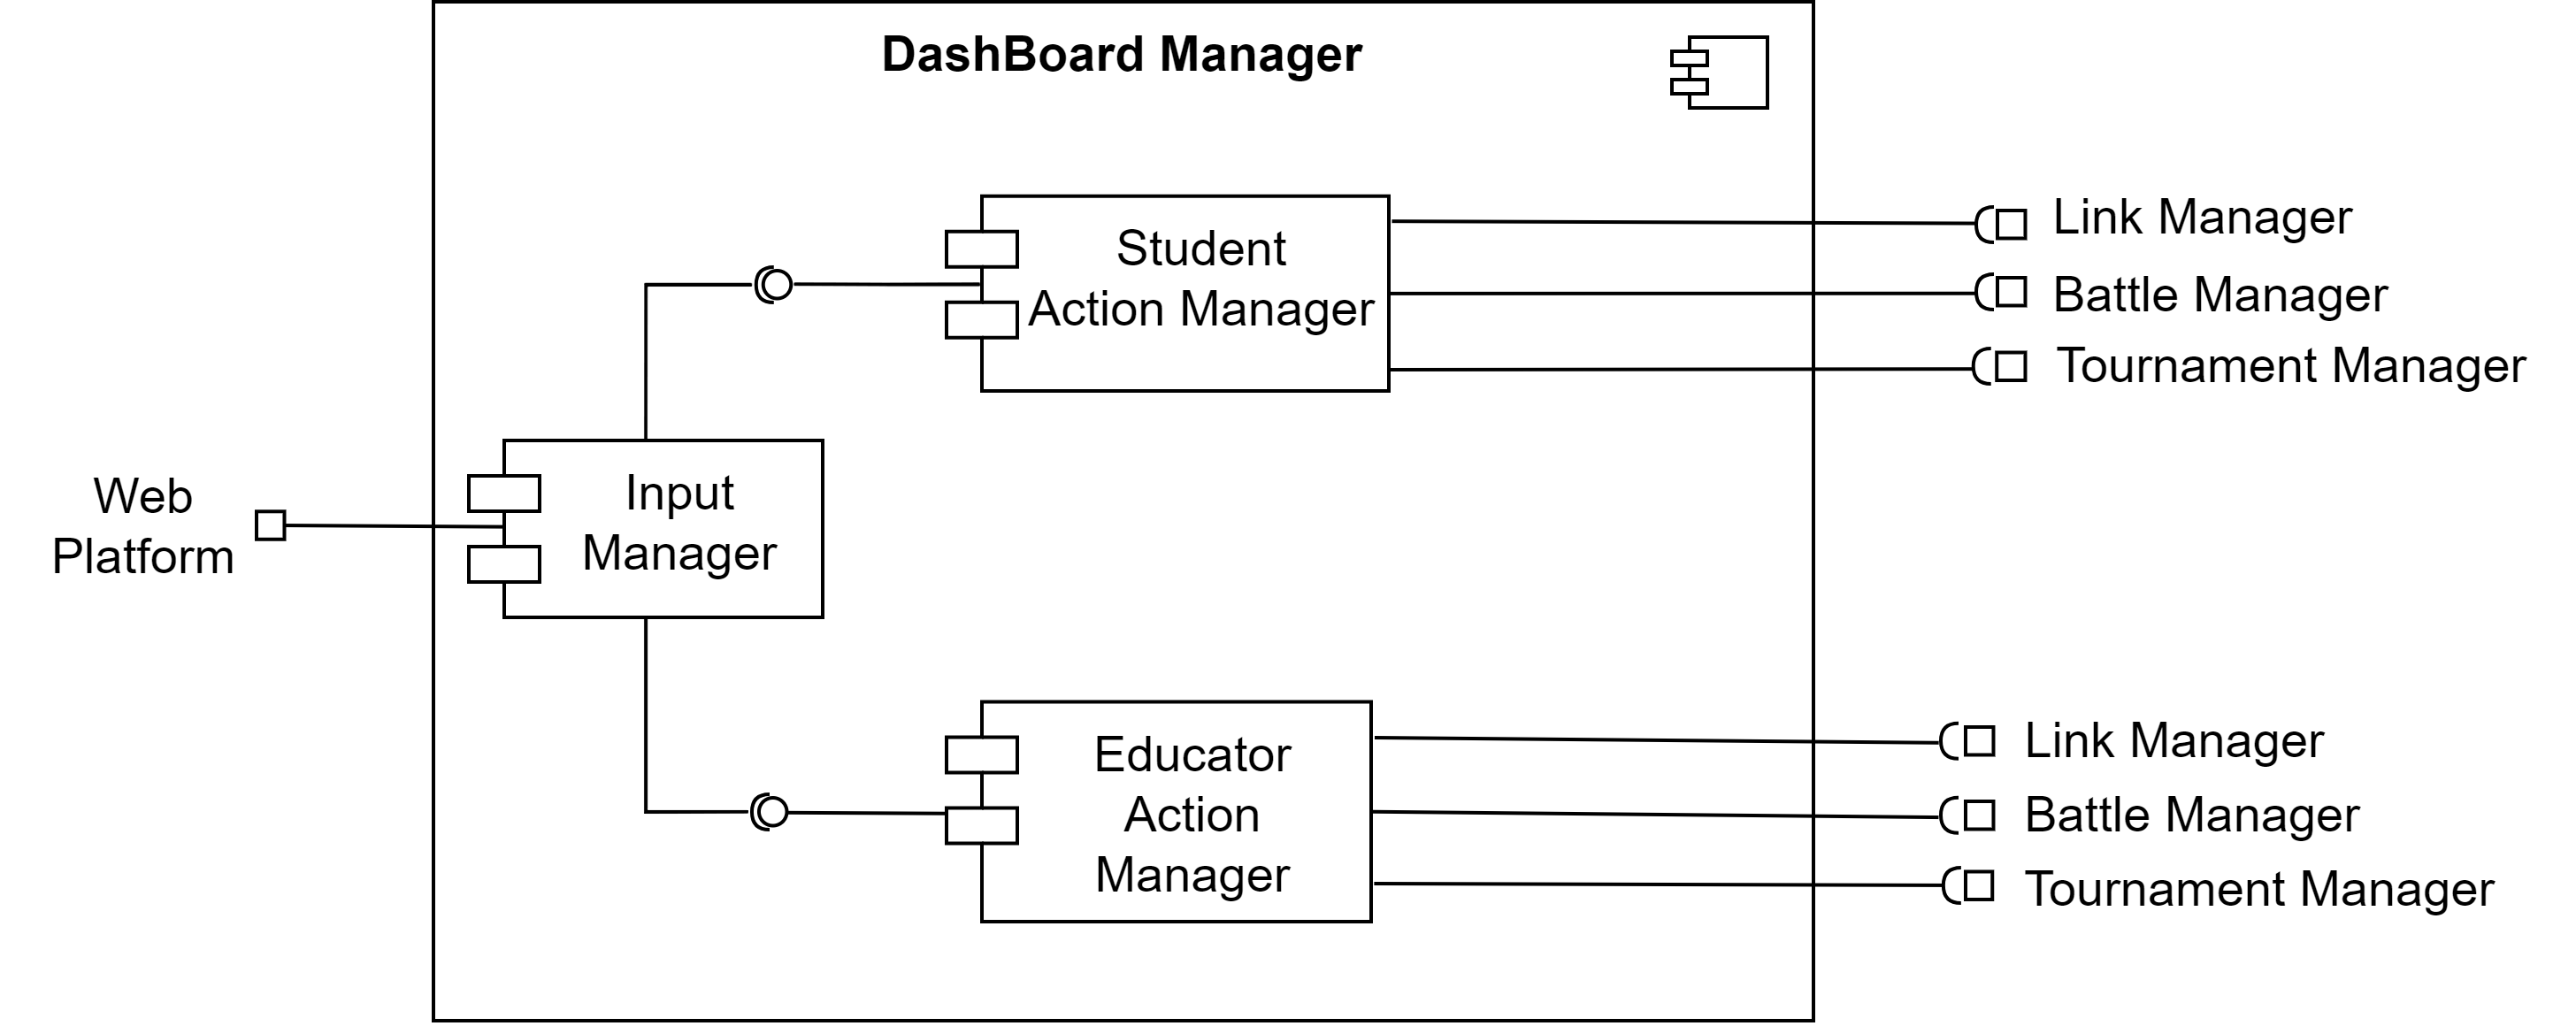 DashBoard Manager
Student
Action Manager
Link Manager
Battle Manager
Tournament Manager
Web
Platform
Input
Manager
Educator
Action
Manager
Link Manager
Battle Manager
Tournament Manager